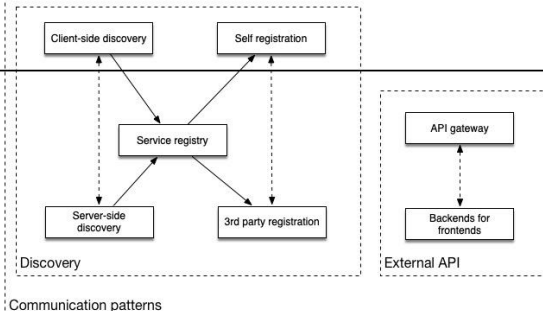 Client-side discovery
Self registration
Service registry
API gateway
Server-side
discovery
3rd party registration
Backends for
frontends
Discovery
External API
Communication patterns